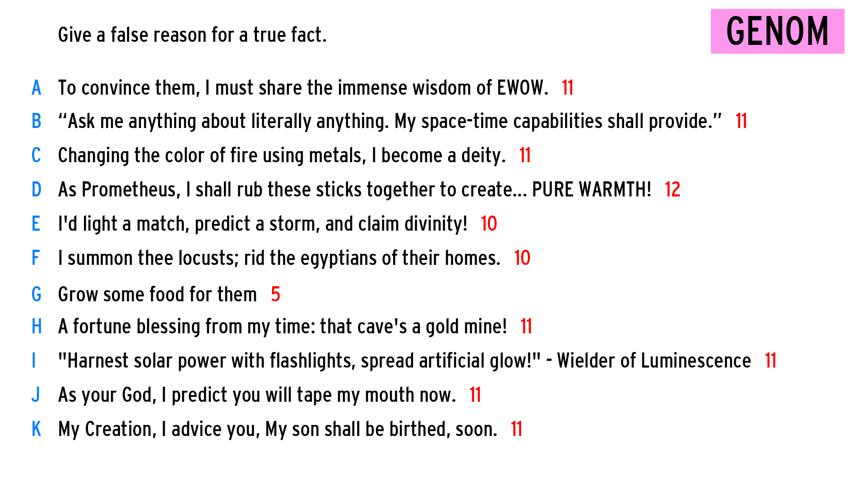 Give a false reason for a true fact.
GENOM
A To convince them, I must share the immense wisdom of EWOW. 11
B “Ask me anything about literally anything. My space-time capabilities shall provide.” 11
C Changing the color of fire using metals, I become a deity. 11
D As Prometheus, I shall rub these sticks together to create... PURE WARMTH! 12
E I'd light a match, predict a storm, and claim divinity! 10
F I summon thee locusts; rid the egyptians of their homes. 10
G Grow some food for them 5
H A fortune blessing from my time: that cave's a gold mine! 11
I "Harnest solar power with flashlights, spread artificial glow!" - Wielder of Luminescence 11
J As your God, I predict you will tape my mouth now. 11
K My Creation, I advice you, My son shall be birthed, soon. 11